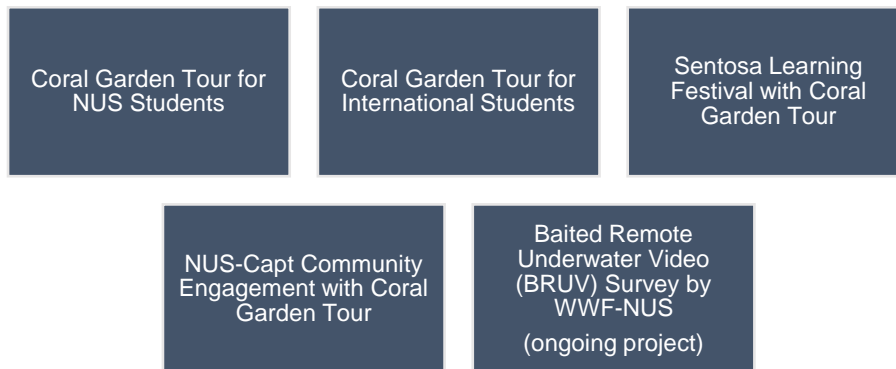 Coral Garden Tour for
NUS Students
Coral Garden Tour for
International Students
Sentosa Learning
Festival with Coral
Garden Tour
NUS-Capt Community
Engagement with Coral
Garden Tour
Baited Remote
Underwater Video
(BRUV) Survey by
WWF-NUS
(ongoing project)